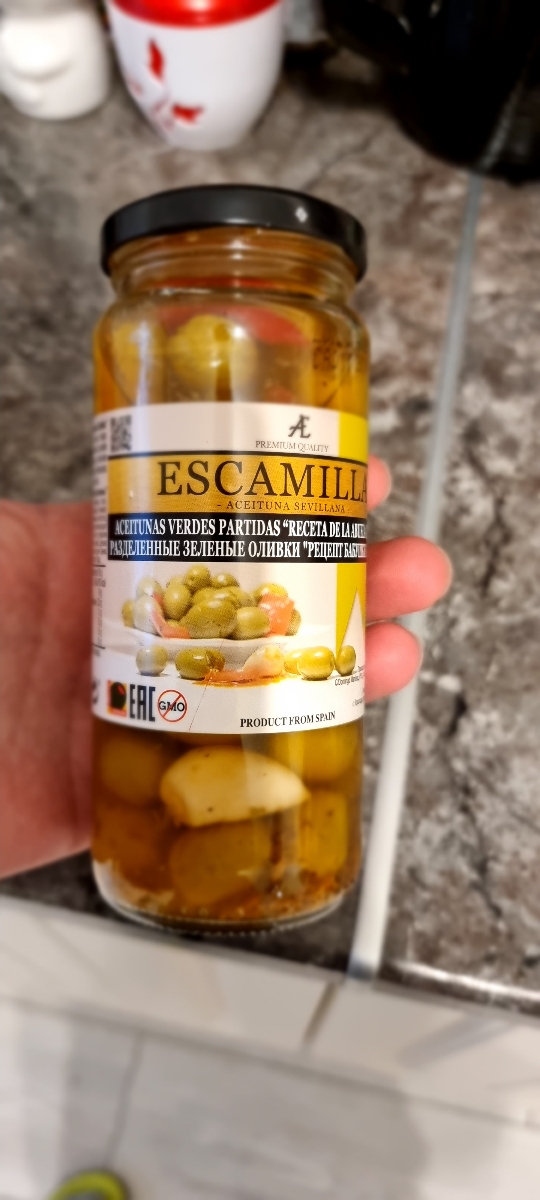 Æ
PREMIUM QUALITY
ESCAMILLA
- ACEITUNA SEVILLANA -
ACEITUNAS VERDES PARTIDAS "RECETA DE LA
РАЗДЕЛЕННЫЕ ЗЕЛЕНЫЕ ОЛИВКИ "РЕЦЕПТ
EAC
GMO
PRODUCT FROM SPAIN